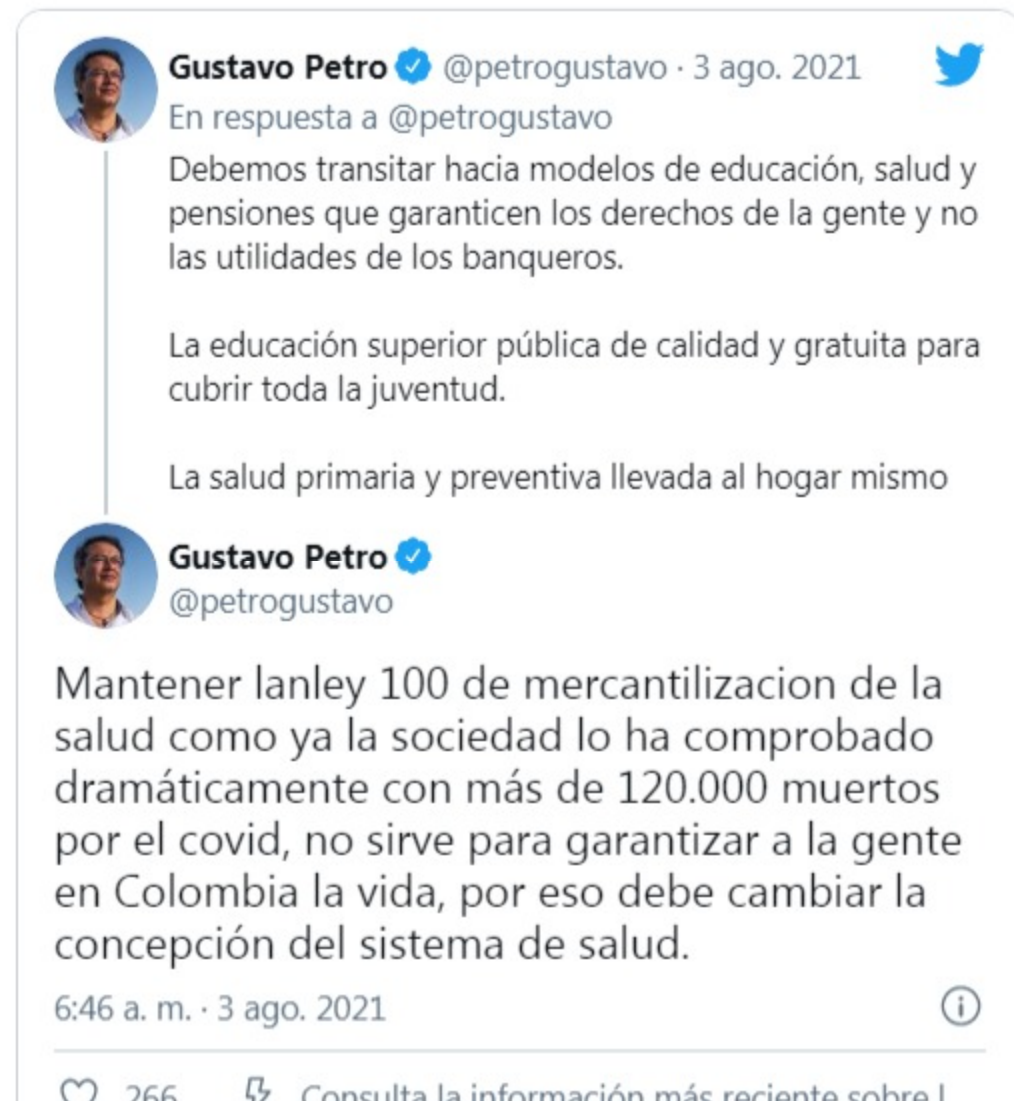 Gustavo Petro @petrogustavo · 3 ago. 2021
En respuesta a @petrogustavo
Debemos transitar hacia modelos de educación, salud y
pensiones que garanticen los derechos de la gente y no
las utilidades de los banqueros.
La educación superior pública de calidad y gratuita para
cubrir toda la juventud.
La salud primaria y preventiva llevada al hogar mismo
Gustavo Petro
@petrogustavo
Mantener lanley 100 de mercantilizacion de la
salud como ya la sociedad lo ha comprobado
dramáticamente con más de 120.000 muertos
por el covid, no sirve para garantizar a la gente
en Colombia la vida, por eso debe cambiar la
concepción del sistema de salud.
6:46 a. m. · 3 ago. 2021
266 Consulta la información más reciente sobre l